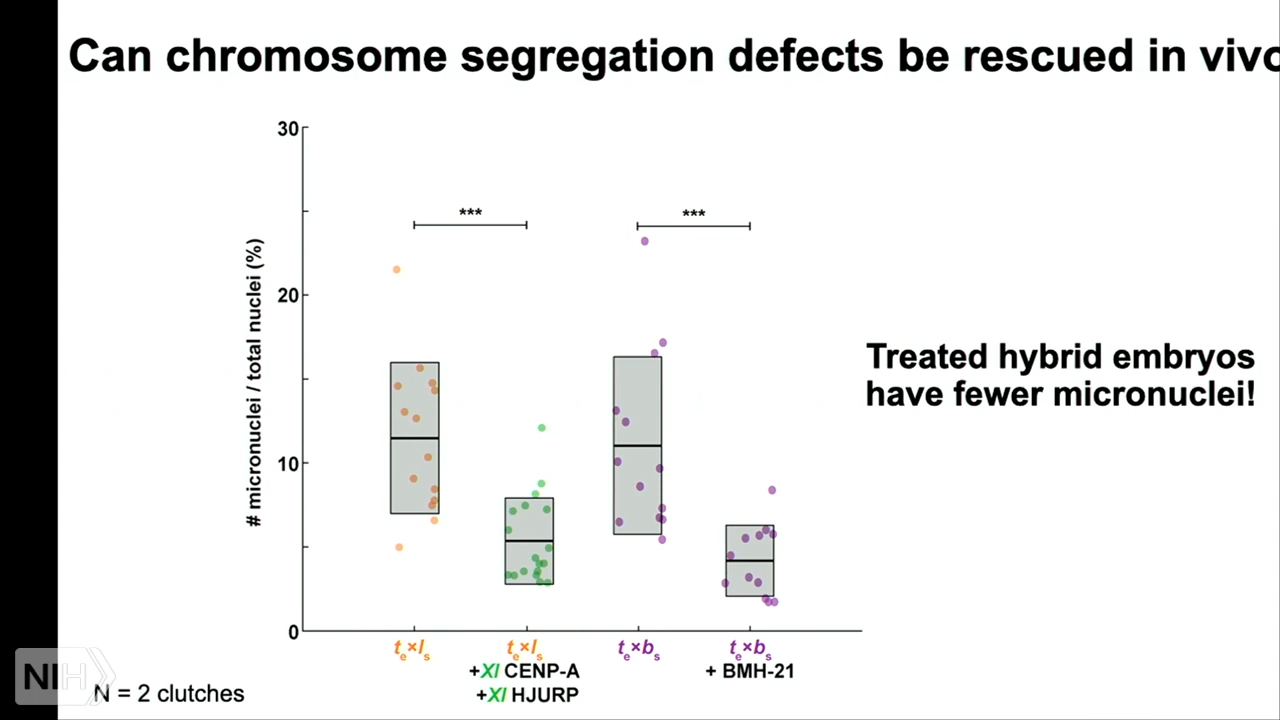 Can chromosome segregation defects be rescued in vivo
30
20
10
0
# micronuclei / total nuclei (%)
***
***
te×ls
te×ls
+Xl CENP-A
+Xl HJURP
te×bs
te×bs
+ BMH-21
Treated hybrid embryos
have fewer micronuclei!
NIH
N = 2 clutches